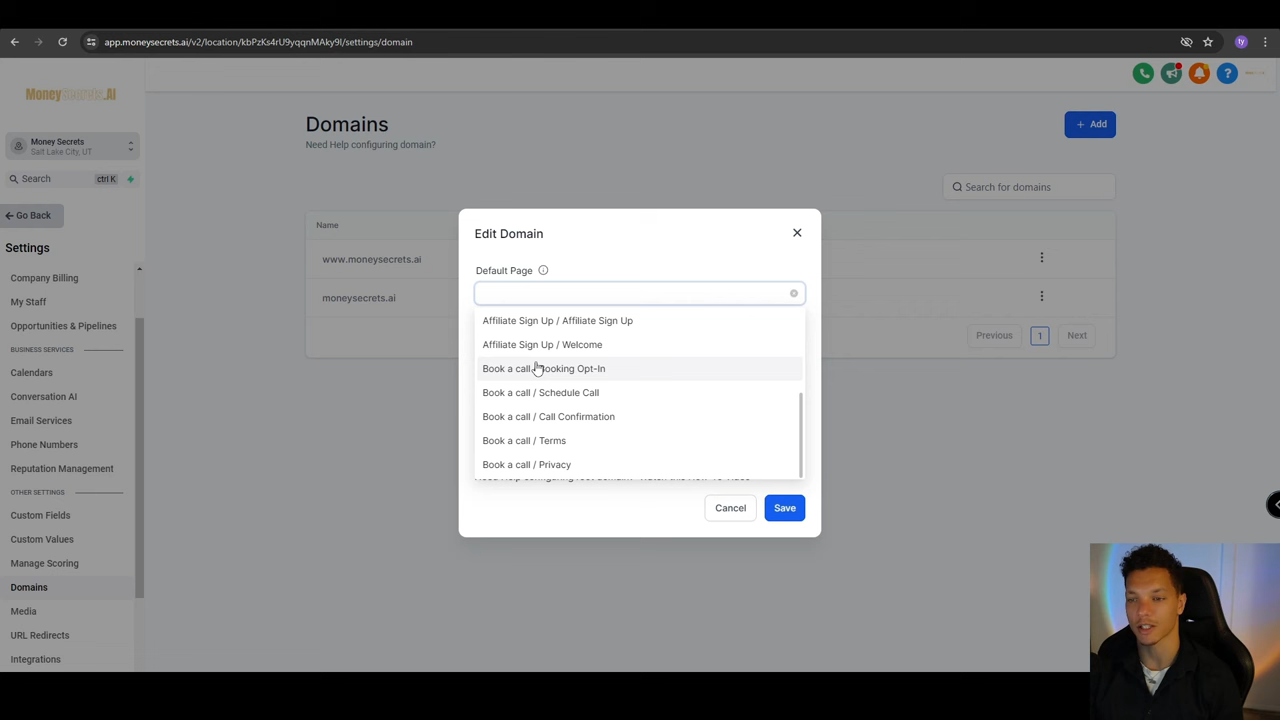 app.moneysecrets.ai/v2/location/kbPzKs4rU9yqqnMAky9l/settings/domain
ty
MoneySecrets.Ai
Money Secrets
Salt Lake City, UT
Search
ctrl K
Go Back
Settings
Company Billing
My Staff
Opportunities & Pipelines
BUSINESS SERVICES
Calendars
Conversation AI
Email Services
Phone Numbers
Reputation Management
OTHER SETTINGS
Custom Fields
Custom Values
Manage Scoring
Domains
Media
URL Redirects
Integrations
Domains
Need Help configuring domain?
+ Add
Search for domains
Name
www.moneysecrets.ai
moneysecrets.ai
Previous
1
Next
Edit Domain
Default Page
Affiliate Sign Up / Affiliate Sign Up
Affiliate Sign Up / Welcome
Book a call / Booking Opt-In
Book a call / Schedule Call
Book a call / Call Confirmation
Book a call / Terms
Book a call / Privacy
Cancel
Save